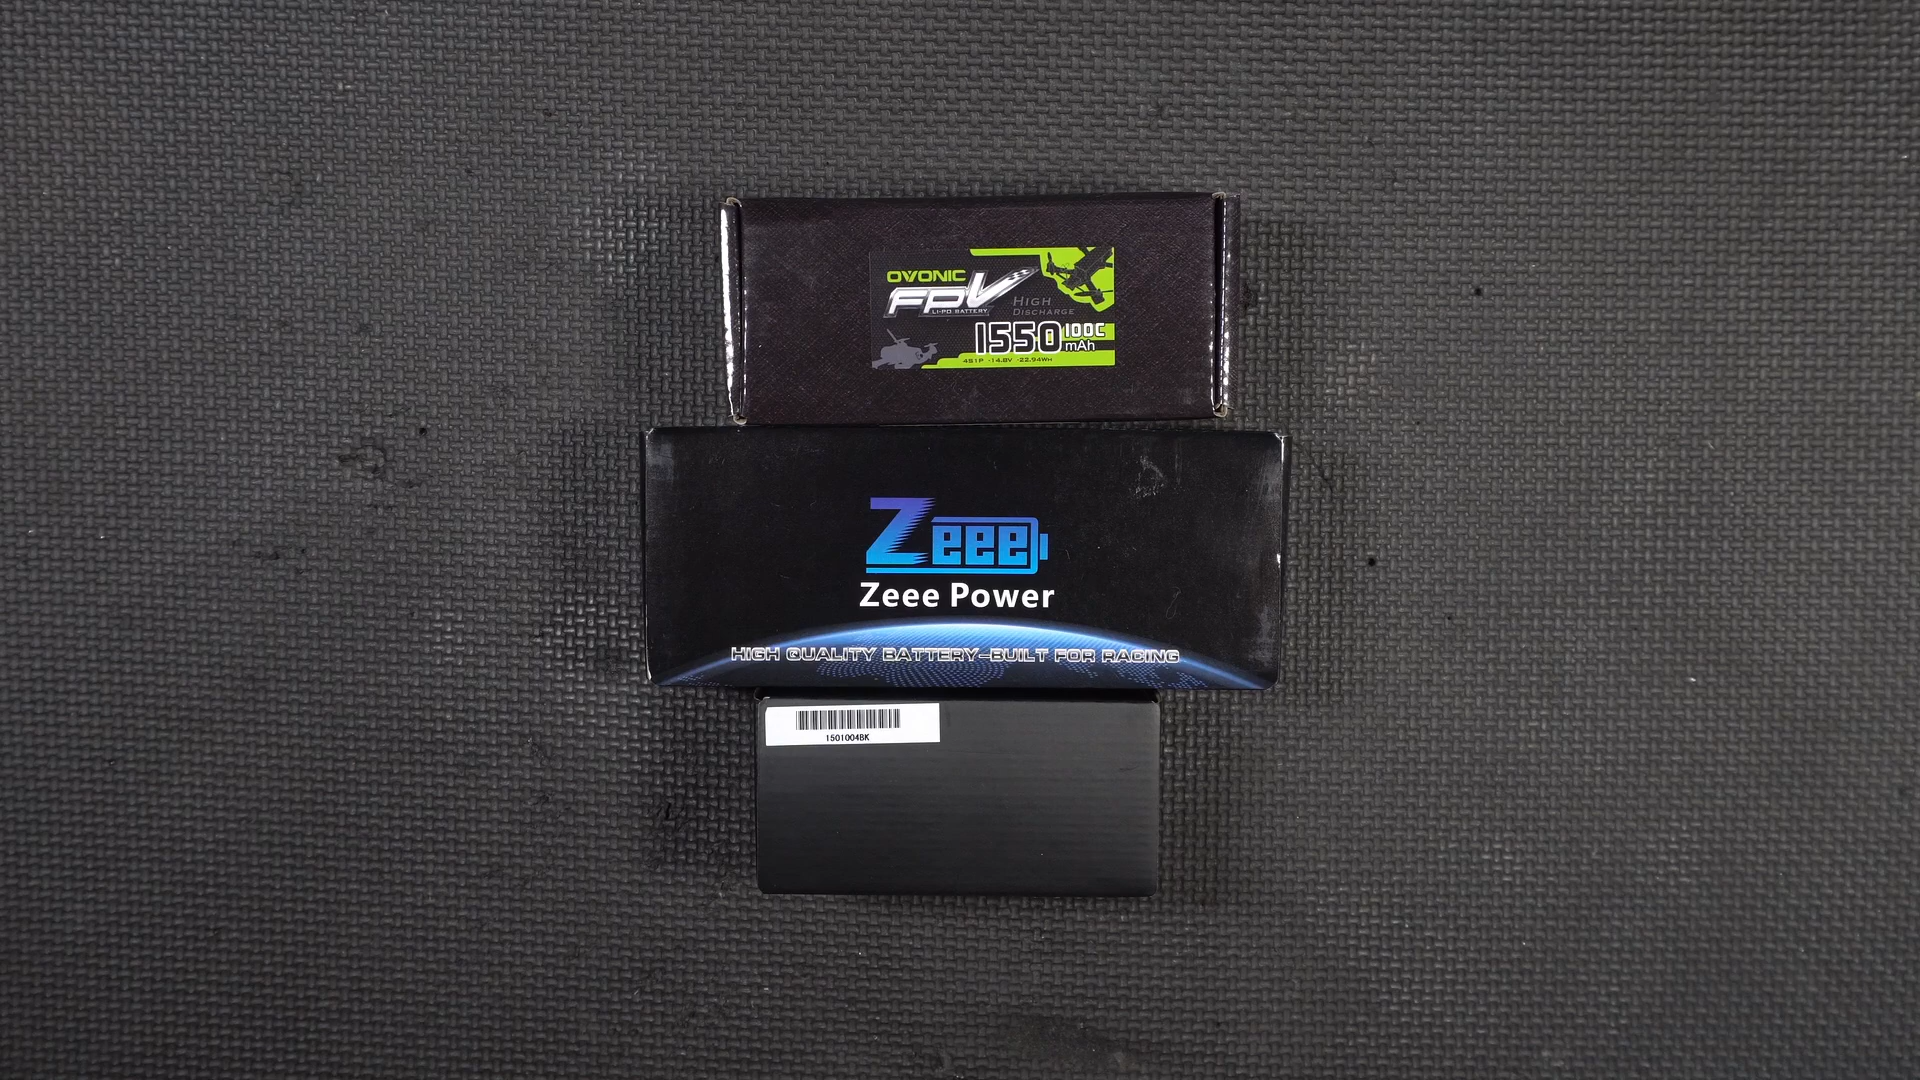 OVONIC
FPV
LI-PO BATTERY
HIGH
DISCHARGE
1550 100C
mAh
4S1P -14.8V -22.94WH
Zeee
Zeee Power
HIGH QUALITY BATTERY-BUILT FOR RACING
1501004BK